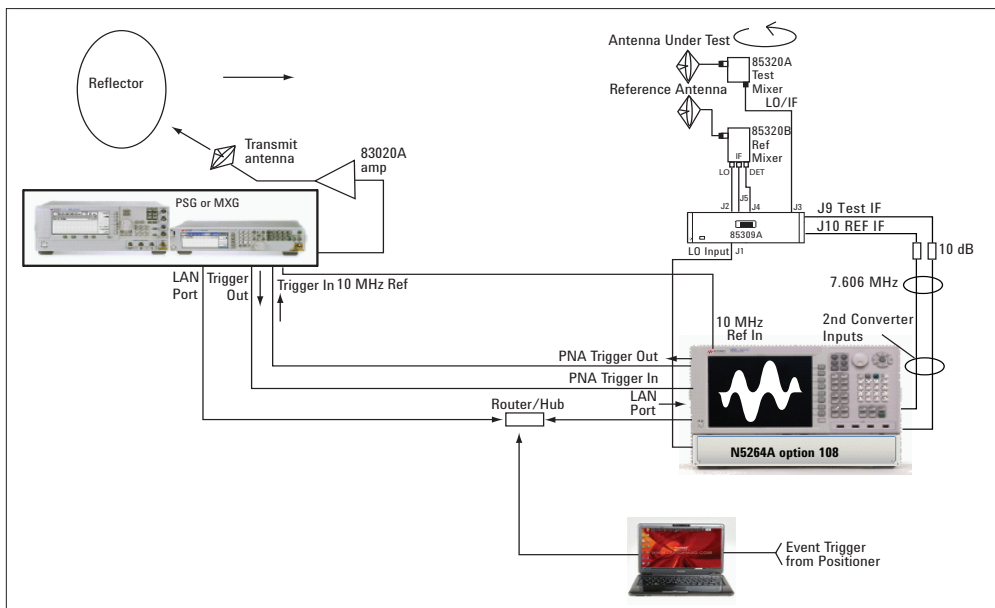 Antenna Under Test
85320A
Test
Mixer
Reflector
LO/IF
Reference Antenna
85320B
Ref
Mixer
Transmit
antenna
83020A
amp
IF
LO
DET
J5
J2
J4
J3
PSG or MXG
J9 Test IF
J10 REF IF
85309A
LO Input
J1
10 dB
LAN
Port
Trigger
Out
Trigger In
10 MHz Ref
7.606 MHz
10 MHz
Ref In
2nd Converter
Inputs
PNA Trigger Out
PNA Trigger In
LAN
Port
Router/Hub
N5264A option 108
Event Trigger
from Positioner